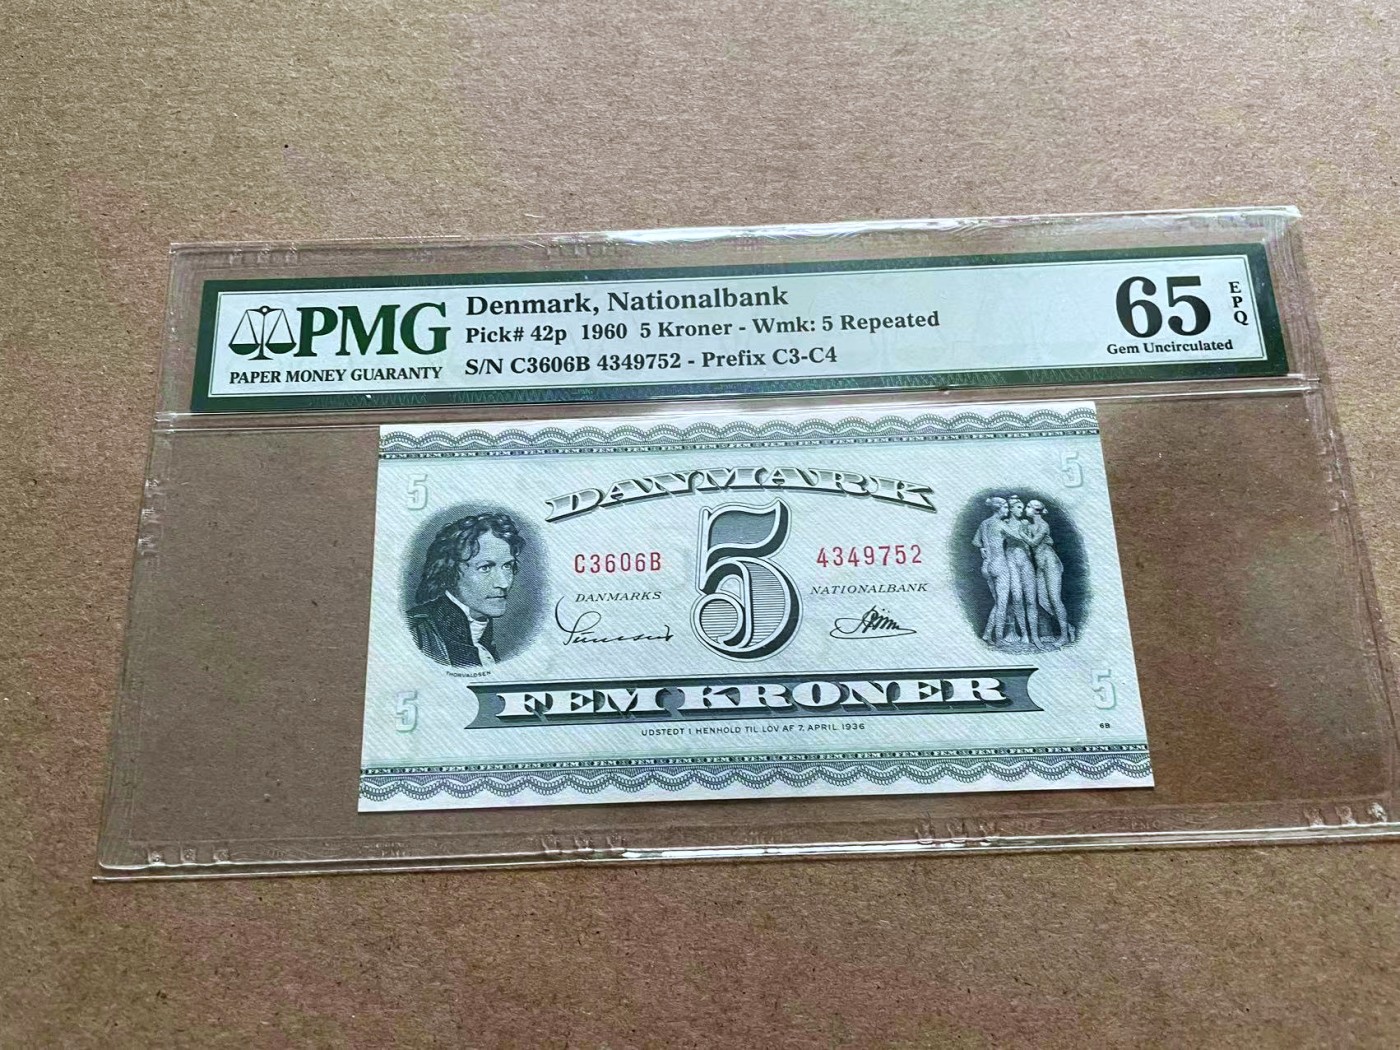 PMG
PAPER MONEY GUARANTY
Denmark, Nationalbank
Pick# 42p 1960 5 Kroner - Wmk: 5 Repeated
S/N C3606B 4349752 - Prefix C3-C4
65
EPQ
Gem Uncirculated
5 5
DANMARK
C3606B 5 4349752
DANMARKS NATIONALBANK
THORVALDSEN
5 FEM KRONER 5
UDSTEDT I HENHOLD TIL LOV AF 7. APRIL 1936
6B